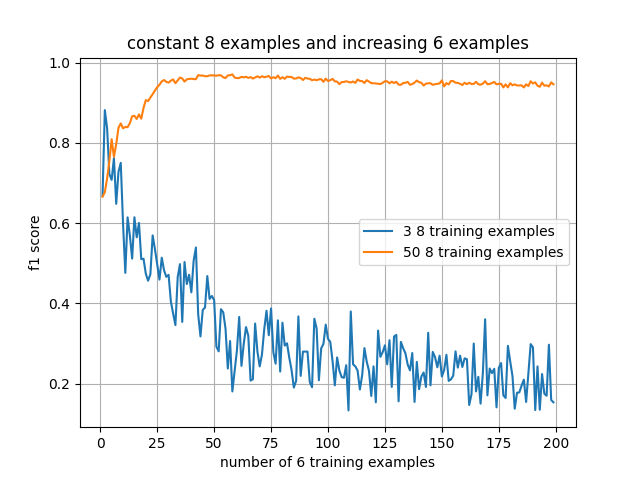 constant 8 examples and increasing 6 examples
1.0
0.8
0.6
0.4
0.2
f1 score
3 8 training examples
50 8 training examples
0 25 50 75 100 125 150 175 200
number of 6 training examples